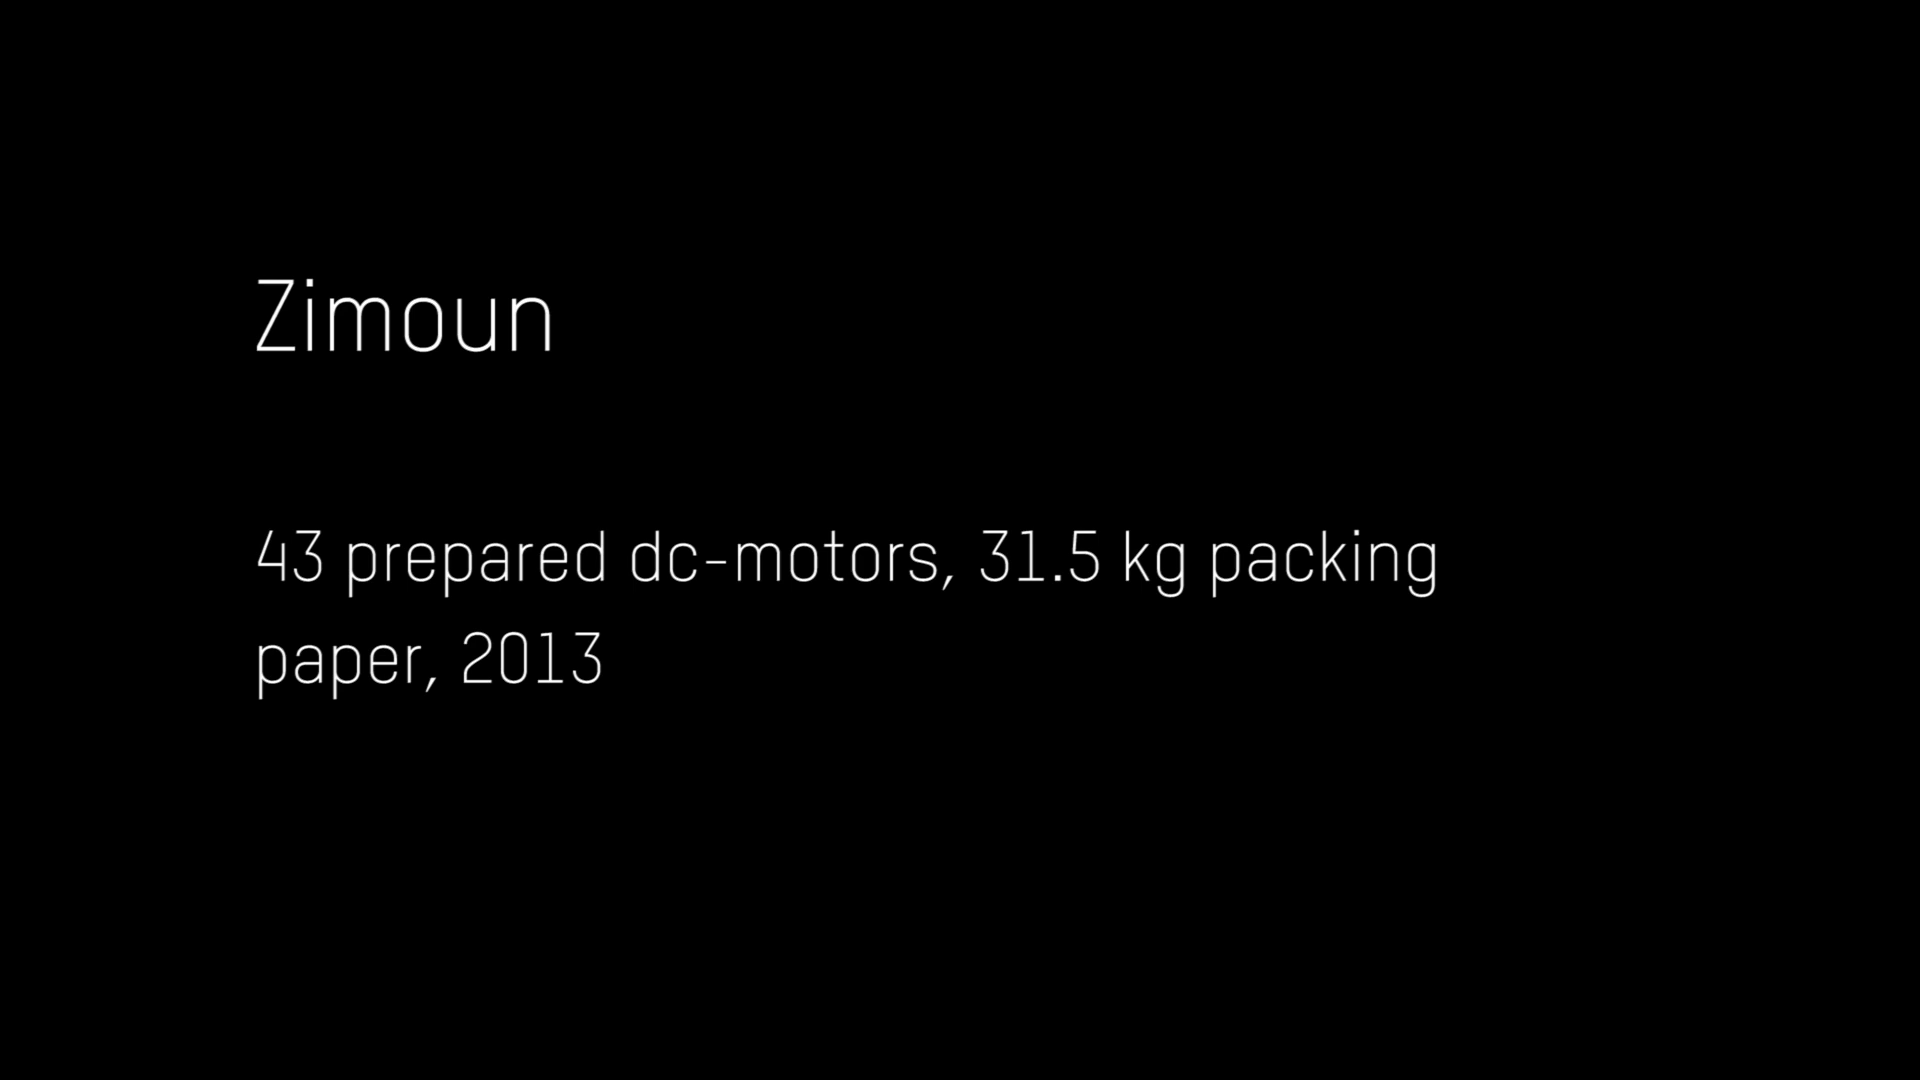 Zimoun
43 prepared dc-motors, 31.5 kg packing
paper, 2013